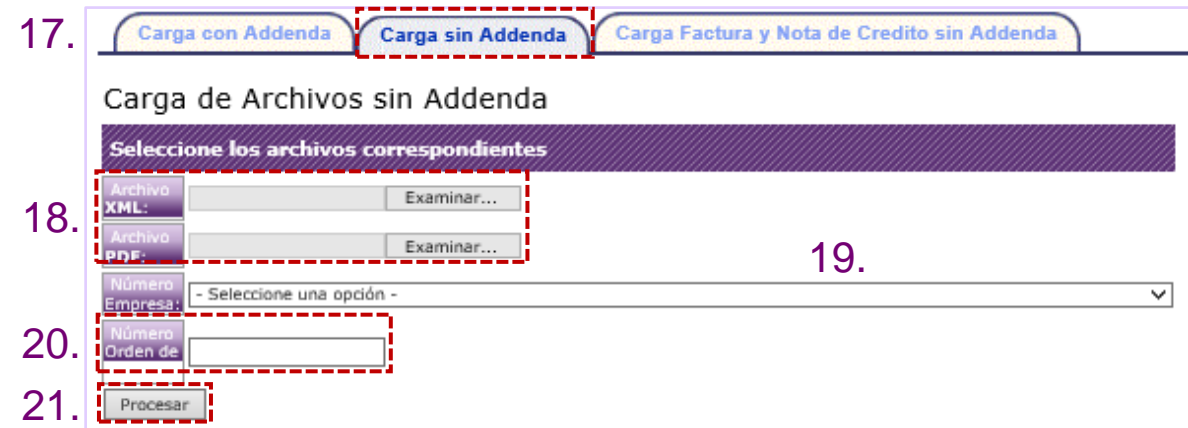 17.
Carga con Addenda Carga sin Addenda Carga Factura y Nota de Credito sin Addenda
Carga de Archivos sin Addenda
Seleccione los archivos correspondientes
18.
Archivo
XML:
Examinar...
Archivo
PDF:
Examinar...
19.
Número
Empresa:
- Seleccione una opción -
20.
Número
Orden de
21.
Procesar